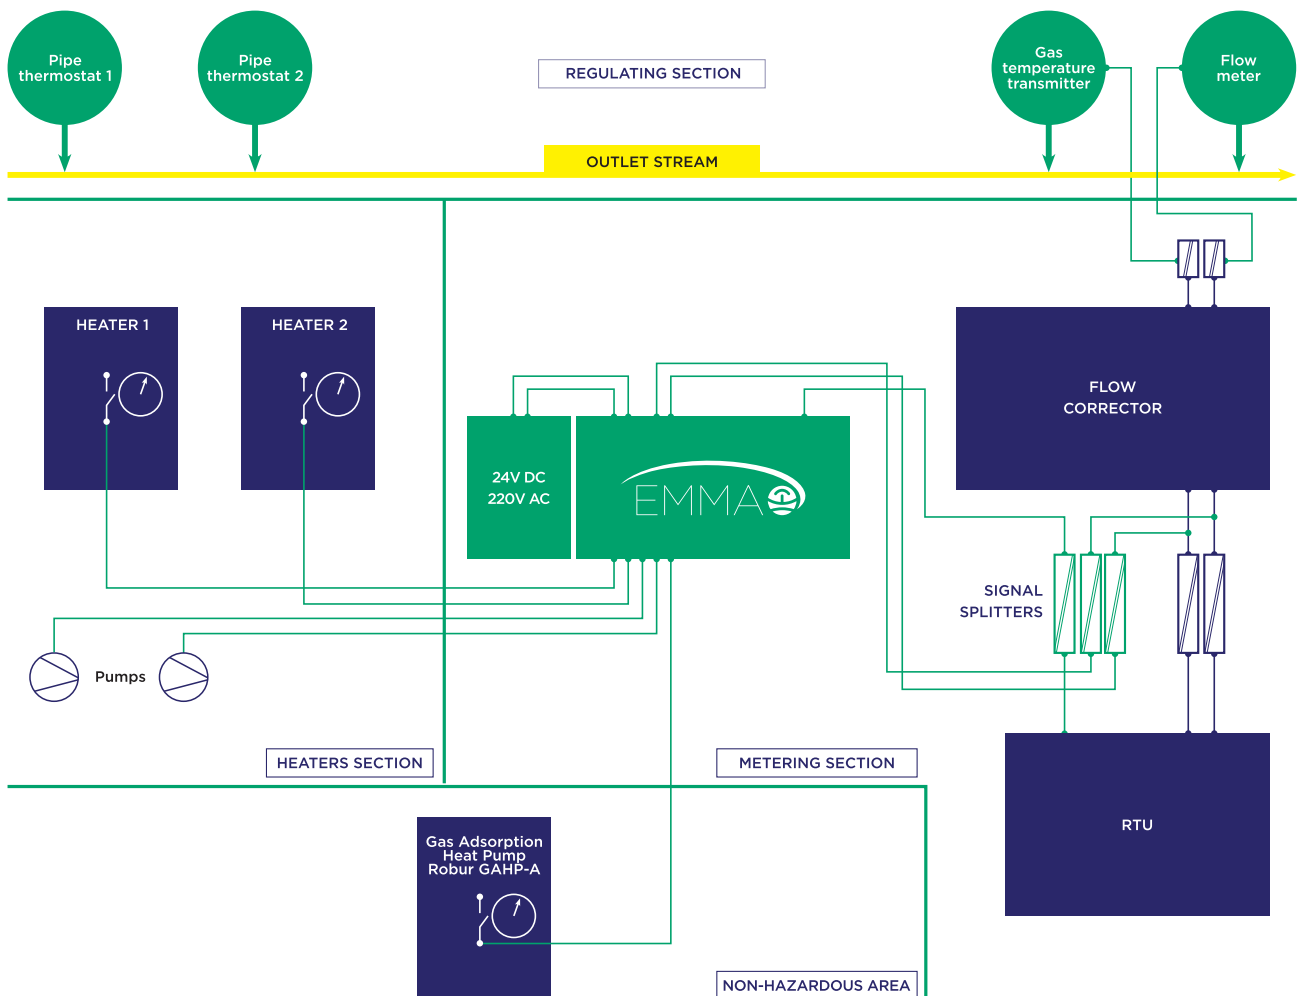 Pipe
thermostat 1
Pipe
thermostat 2
REGULATING SECTION
Gas
temperature
transmitter
Flow
meter
OUTLET STREAM
HEATER 1
HEATER 2
FLOW
CORRECTOR
24V DC
220V AC
EMMA
SIGNAL
SPLITTERS
Pumps
HEATERS SECTION
METERING SECTION
RTU
Gas Adsorption
Heat Pump
Robur GAHP-A
NON-HAZARDOUS AREA